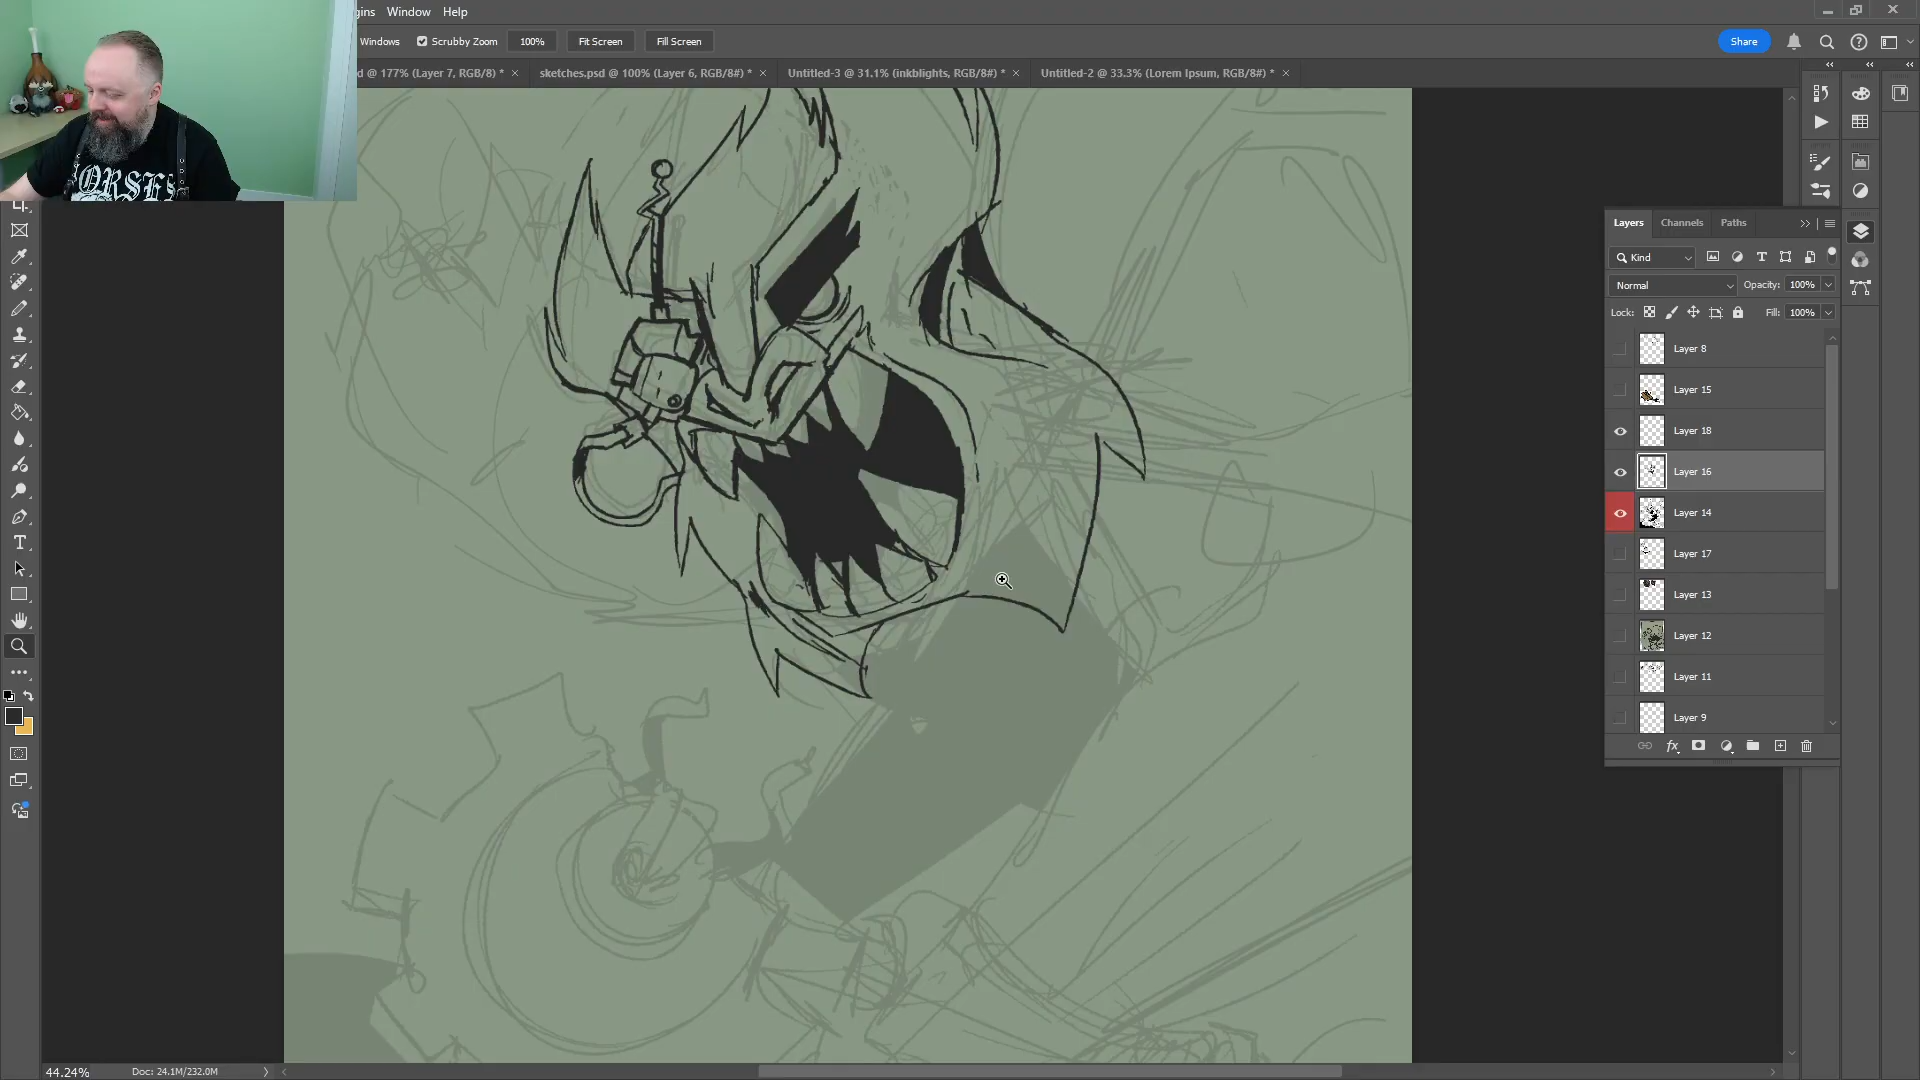 gins Window Help
Windows Scrubby Zoom 100% Fit Screen Fill Screen Share
d @ 177% (Layer 7, RGB/8) * × sketches.psd @ 100% (Layer 6, RGB/8#) * × Untitled-3 @ 31.1% (inkblights, RGB/8#) * × Untitled-2 @ 33.3% (Lorem Ipsum, RGB/8#) * ×
ORSES
Layers Channels Paths
Kind
Normal Opacity: 100%
Lock: Fill: 100%
Layer 8
Layer 15
Layer 18
Layer 16
Layer 14
Layer 17
Layer 13
Layer 12
Layer 11
Layer 9
fx
44.24% Doc: 24.1M/232.0M